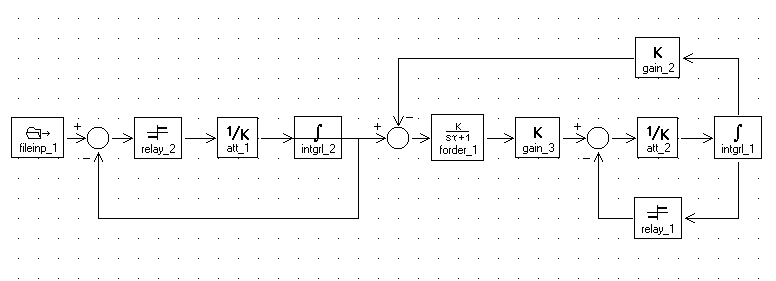 K
gain_2
−
+
fileinp_1
−
relay_2
1/K
att_1
∫
intgrl_2
+
K
sτ+1
forder_1
K
gain_3
+
−
1/K
att_2
∫
intgrl_1
relay_1